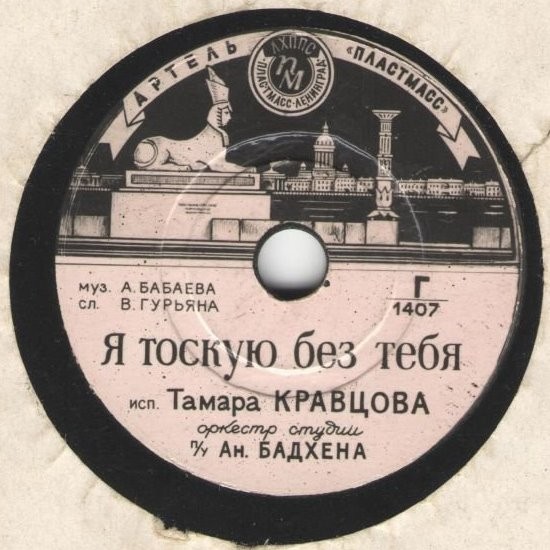 АРТЕЛЬ «ПЛАСТМАСС»
ЛХППС
ПМ
ПЛАСТМАСС-ЛЕНИНГРАД
муз. А. БАБАЕВА
сл. В. ГУРЬЯНА
Г
1407
Я тоскую без тебя
исп. Тамара КРАВЦОВА
оркестр студии
п/у Ан. БАДХЕНА